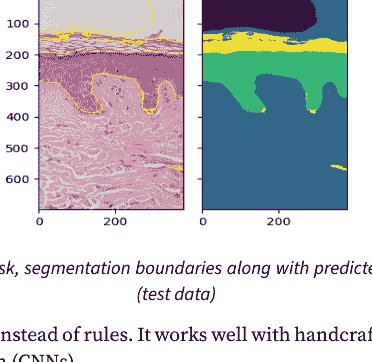 100
200
300
400
600
0 200 0 200
sk, segmentation boundaries along with predicte
(test data)
nstead of rules. It works well with handcraf
(CNNs)